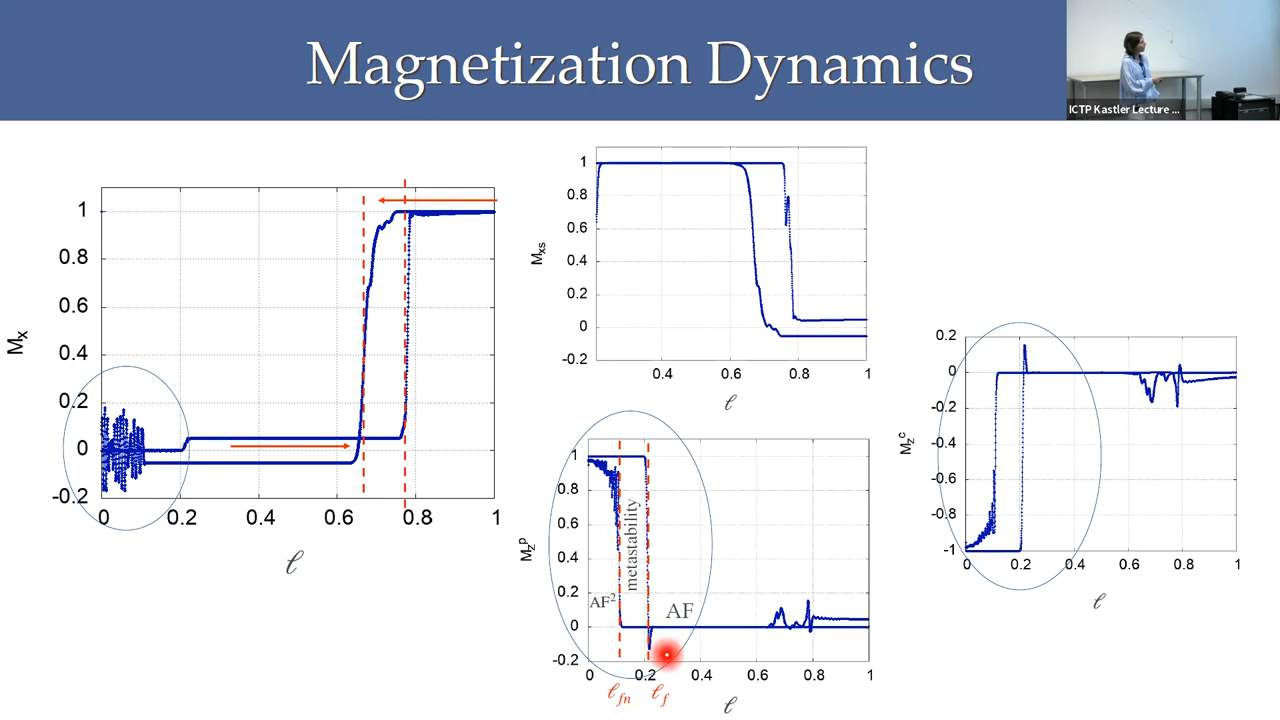 Magnetization Dynamics
ICTP Kastler Lecture ...
1
0.8
0.6
0.4
0.2
0
-0.2
0 0.2 0.4 0.6 0.8 1
Mx
ℓ
1
0.8
0.6
0.4
0.2
0
-0.2
0.4 0.6 0.8
Mxs
ℓ
1
0.8
0.6
0.4
0.2
0
-0.2
0 0.2 0.4 0.6 0.8 1
Mzᵖ
AF²
metastability
AF
ℓfn ℓf
ℓ
0.2
0
-0.2
-0.4
-0.6
-0.8
-1
0 0.2 0.4 0.6 0.8 1
Mzᶜ
ℓ